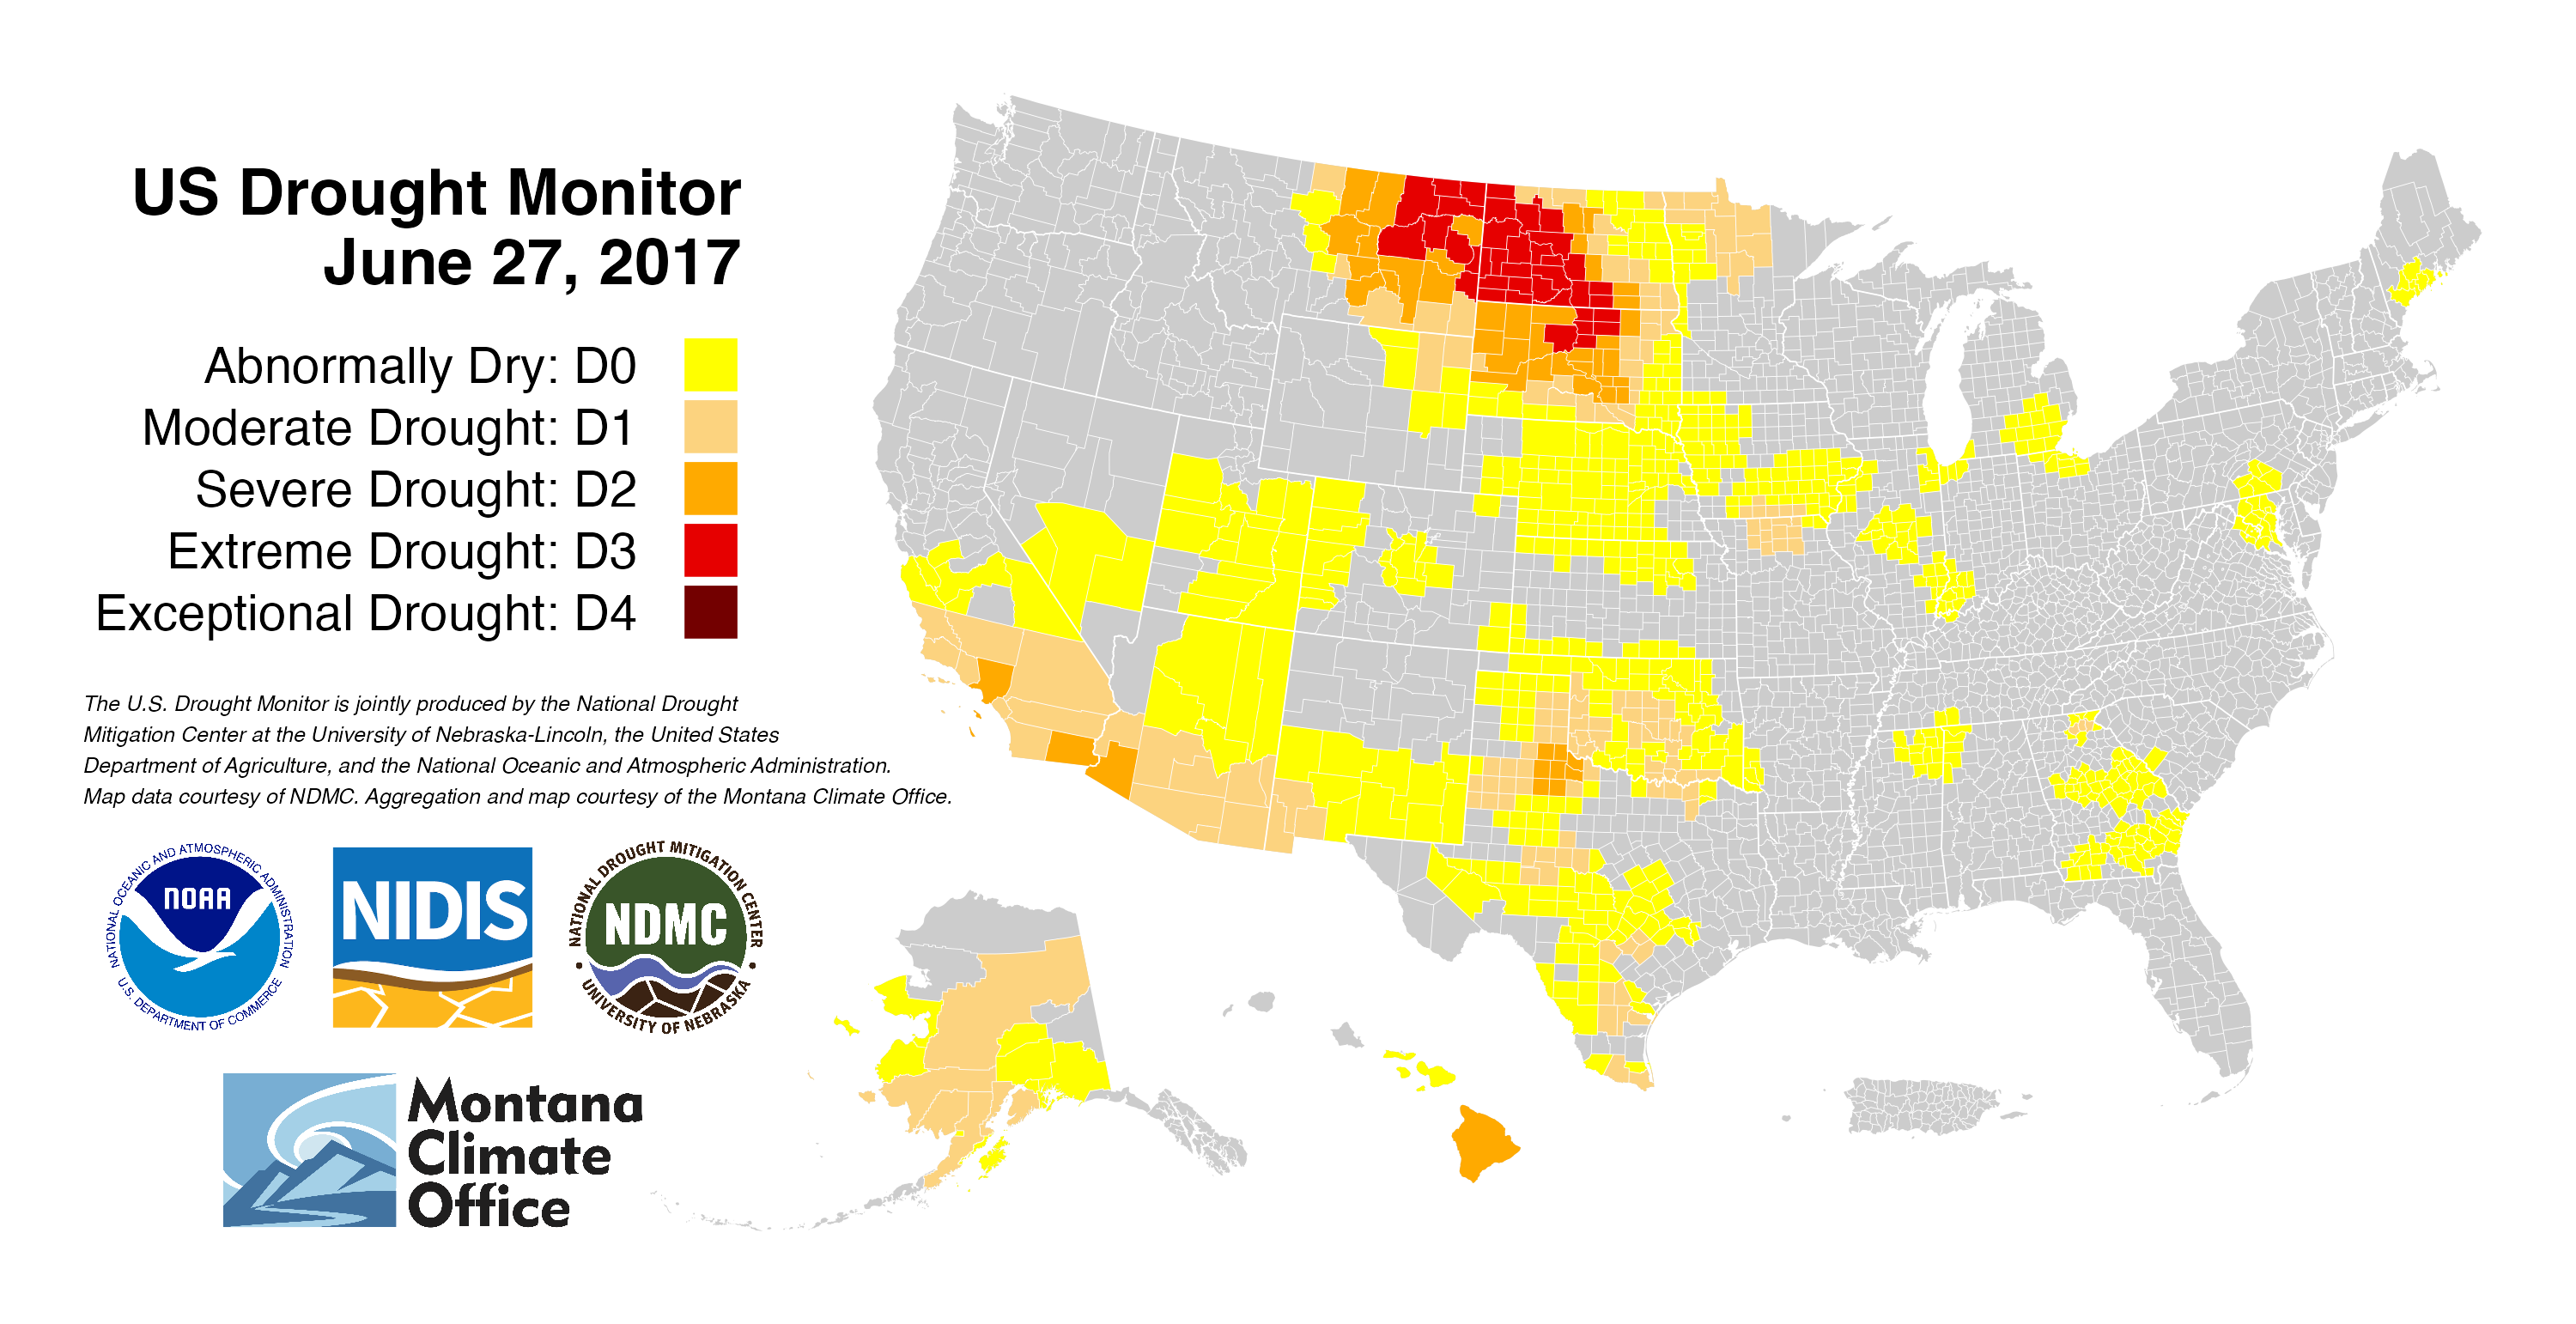 US Drought Monitor
June 27, 2017
Abnormally Dry: D0
Moderate Drought: D1
Severe Drought: D2
Extreme Drought: D3
Exceptional Drought: D4
The U.S. Drought Monitor is jointly produced by the National Drought
Mitigation Center at the University of Nebraska-Lincoln, the United States
Department of Agriculture, and the National Oceanic and Atmospheric Administration.
Map data courtesy of NDMC. Aggregation and map courtesy of the Montana Climate Office.
NATIONAL OCEANIC AND ATMOSPHERIC ADMINISTRATION
NOAA
U.S. DEPARTMENT OF COMMERCE
NIDIS
NATIONAL DROUGHT MITIGATION CENTER
NDMC
UNIVERSITY OF NEBRASKA
Montana
Climate
Office